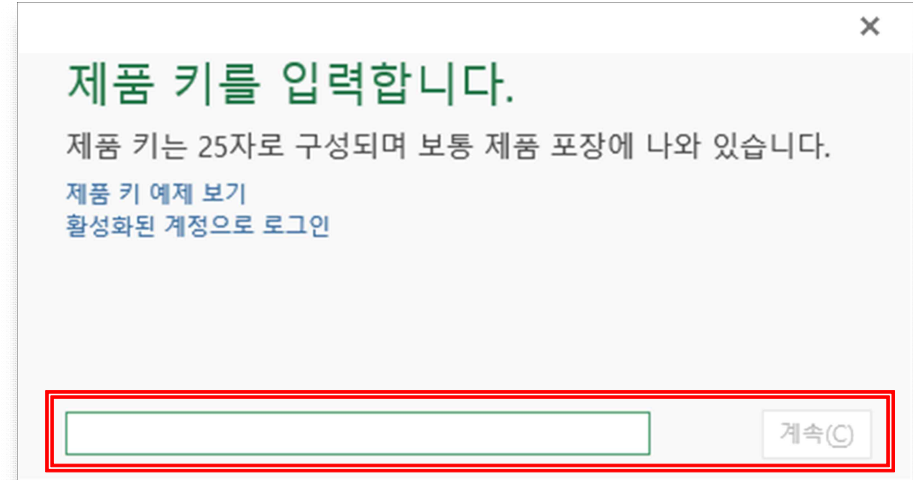 제품 키를 입력합니다.
제품 키는 25자로 구성되며 보통 제품 포장에 나와 있습니다.
제품 키 예제 보기
활성화된 계정으로 로그인
계속(C)